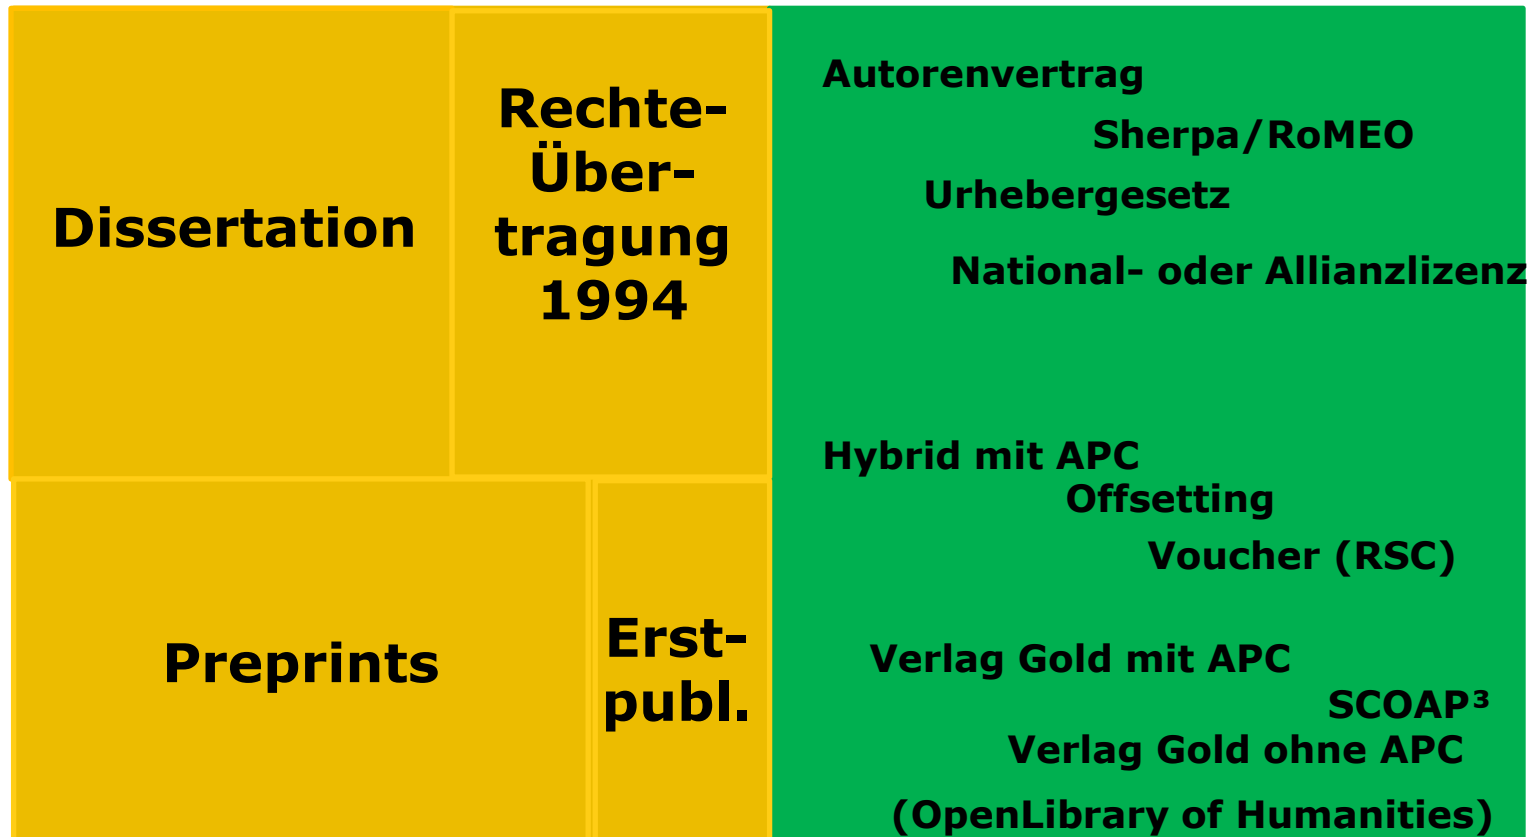 Dissertation
Rechte-
Über-
tragung
1994
Preprints
Erst-
publ.
Autorenvertrag
Sherpa/RoMEO
Urhebergesetz
National- oder Allianzlizenz
Hybrid mit APC
Offsetting
Voucher (RSC)
Verlag Gold mit APC
SCOAP³
Verlag Gold ohne APC
(OpenLibrary of Humanities)